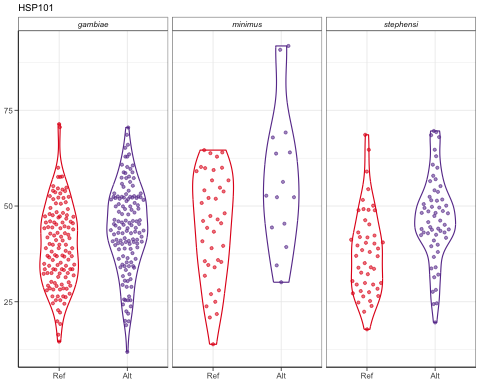 HSP101
gambiae minimus stephensi
75
50
25
Ref Alt Ref Alt Ref Alt